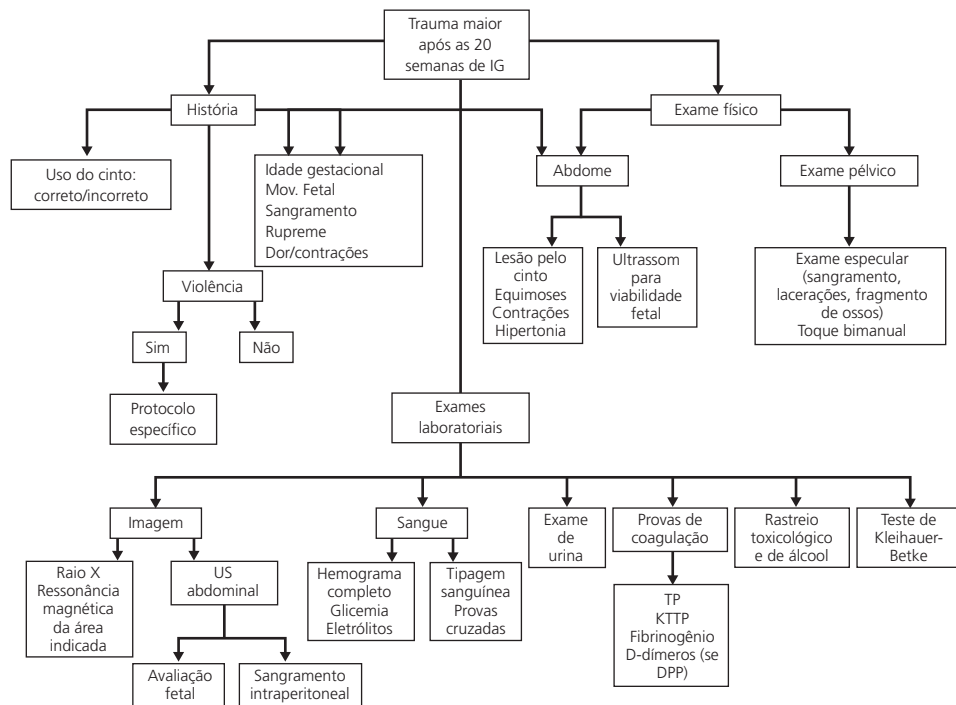 Trauma maior
após as 20
semanas de IG
História
Exame físico
Uso do cinto:
correto/incorreto
Idade gestacional
Mov. Fetal
Sangramento
Rupreme
Dor/contrações
Abdome
Exame pélvico
Lesão pelo
cinto
Equimoses
Contrações
Hipertonia
Ultrassom
para
viabilidade
fetal
Exame especular
(sangramento,
lacerações, fragmento
de ossos)
Toque bimanual
Violência
Sim
Não
Protocolo
específico
Exames
laboratoriais
Imagem
Sangue
Exame
de
urina
Provas de
coagulação
Rastreio
toxicológico
e de álcool
Teste de
Kleihauer-
Betke
Raio X
Ressonância
magnética
da área
indicada
US
abdominal
Hemograma
completo
Glicemia
Eletrólitos
Tipagem
sanguínea
Provas
cruzadas
TP
KTTP
Fibrinogênio
D-dímeros (se
DPP)
Avaliação
fetal
Sangramento
intraperitoneal